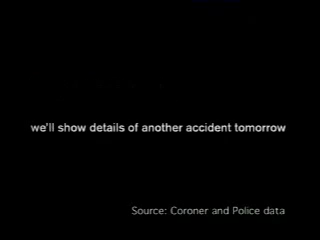 we'll show details of another accident tomorrow
Source: Coroner and Police data